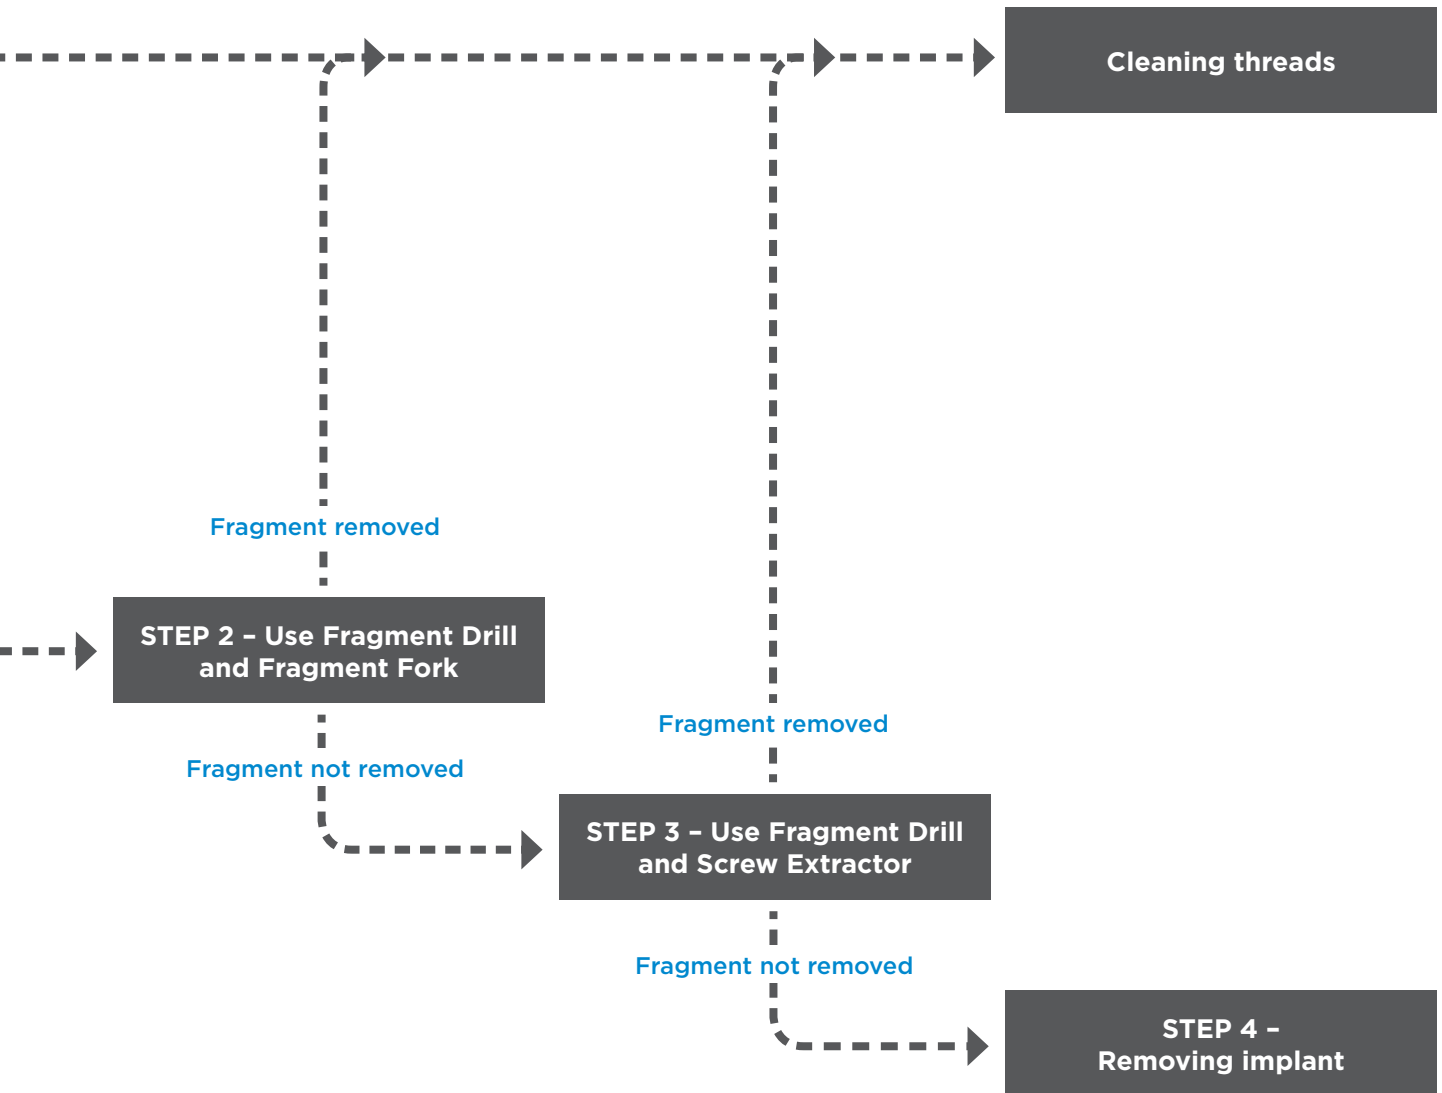 Cleaning threads
Fragment removed
STEP 2 – Use Fragment Drill
and Fragment Fork
Fragment removed
Fragment not removed
STEP 3 – Use Fragment Drill
and Screw Extractor
Fragment not removed
STEP 4 –
Removing implant